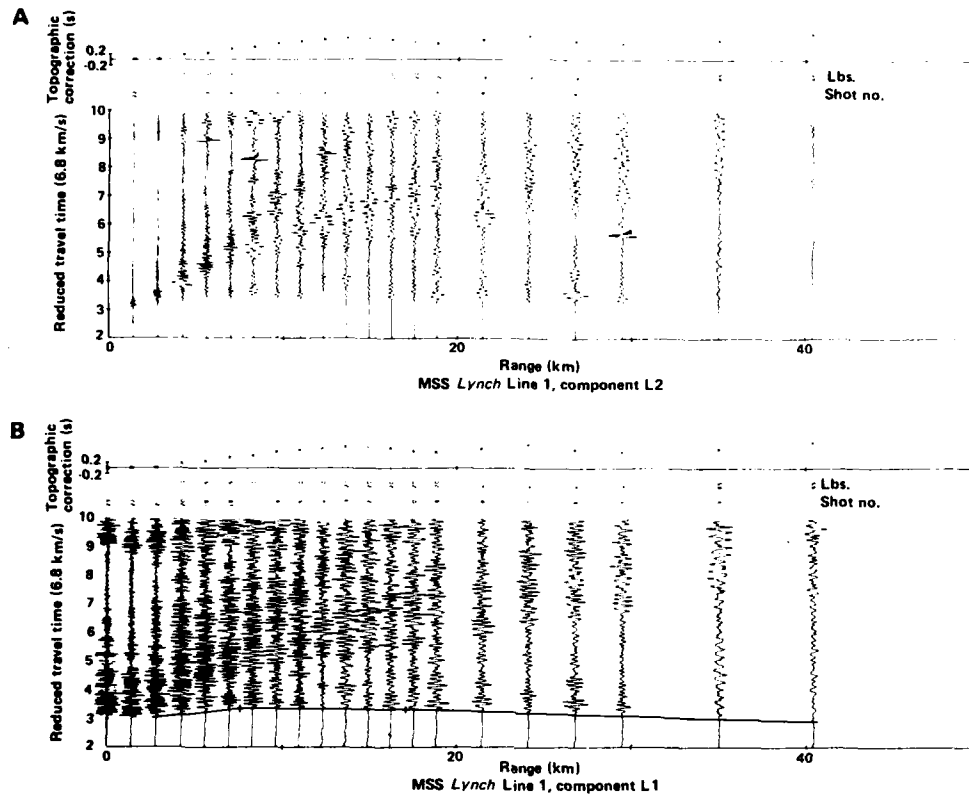 A
Topographic
correction (s)
0.2
-0.2
Lbs.
Shot no.
Reduced travel time (6.8 km/s)
10
9
8
7
6
5
4
3
2
0
20
40
Range (km)
MSS Lynch Line 1, component L2
B
Topographic
correction (s)
0.2
-0.2
Lbs.
Shot no.
Reduced travel time (6.8 km/s)
10
9
8
7
6
5
4
3
2
0
20
40
Range (km)
MSS Lynch Line 1, component L1